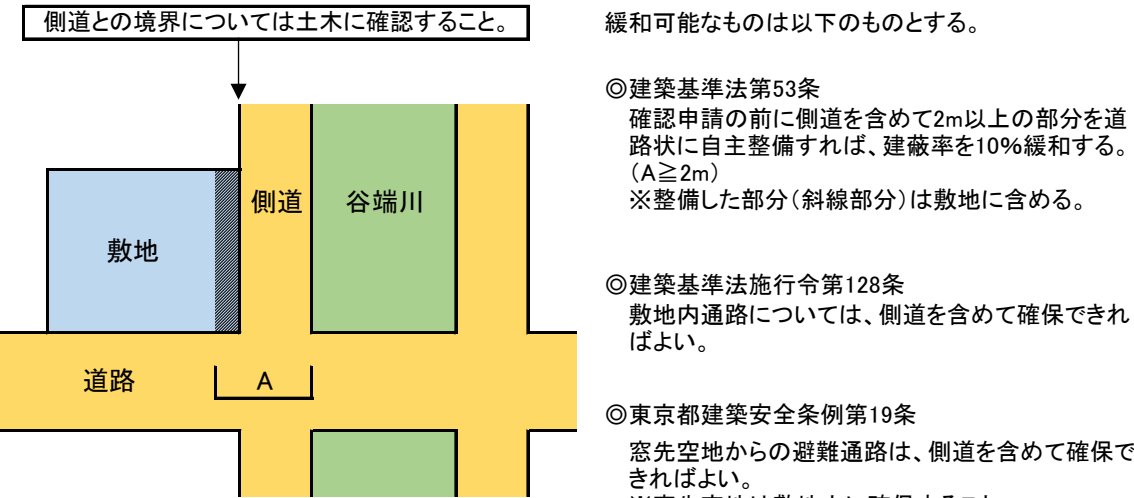 側道との境界については土木に確認すること。
側道
谷端川
敷地
道路
A
緩和可能なものは以下のものとする。
◎建築基準法第53条
確認申請の前に側道を含めて2m以上の部分を道
路状に自主整備すれば、建蔽率を10%緩和する。
(A≧2m)
※整備した部分(斜線部分)は敷地に含める。
◎建築基準法施行令第128条
敷地内通路については、側道を含めて確保できれ
ばよい。
◎東京都建築安全条例第19条
窓先空地からの避難通路は、側道を含めて確保で
きればよい。